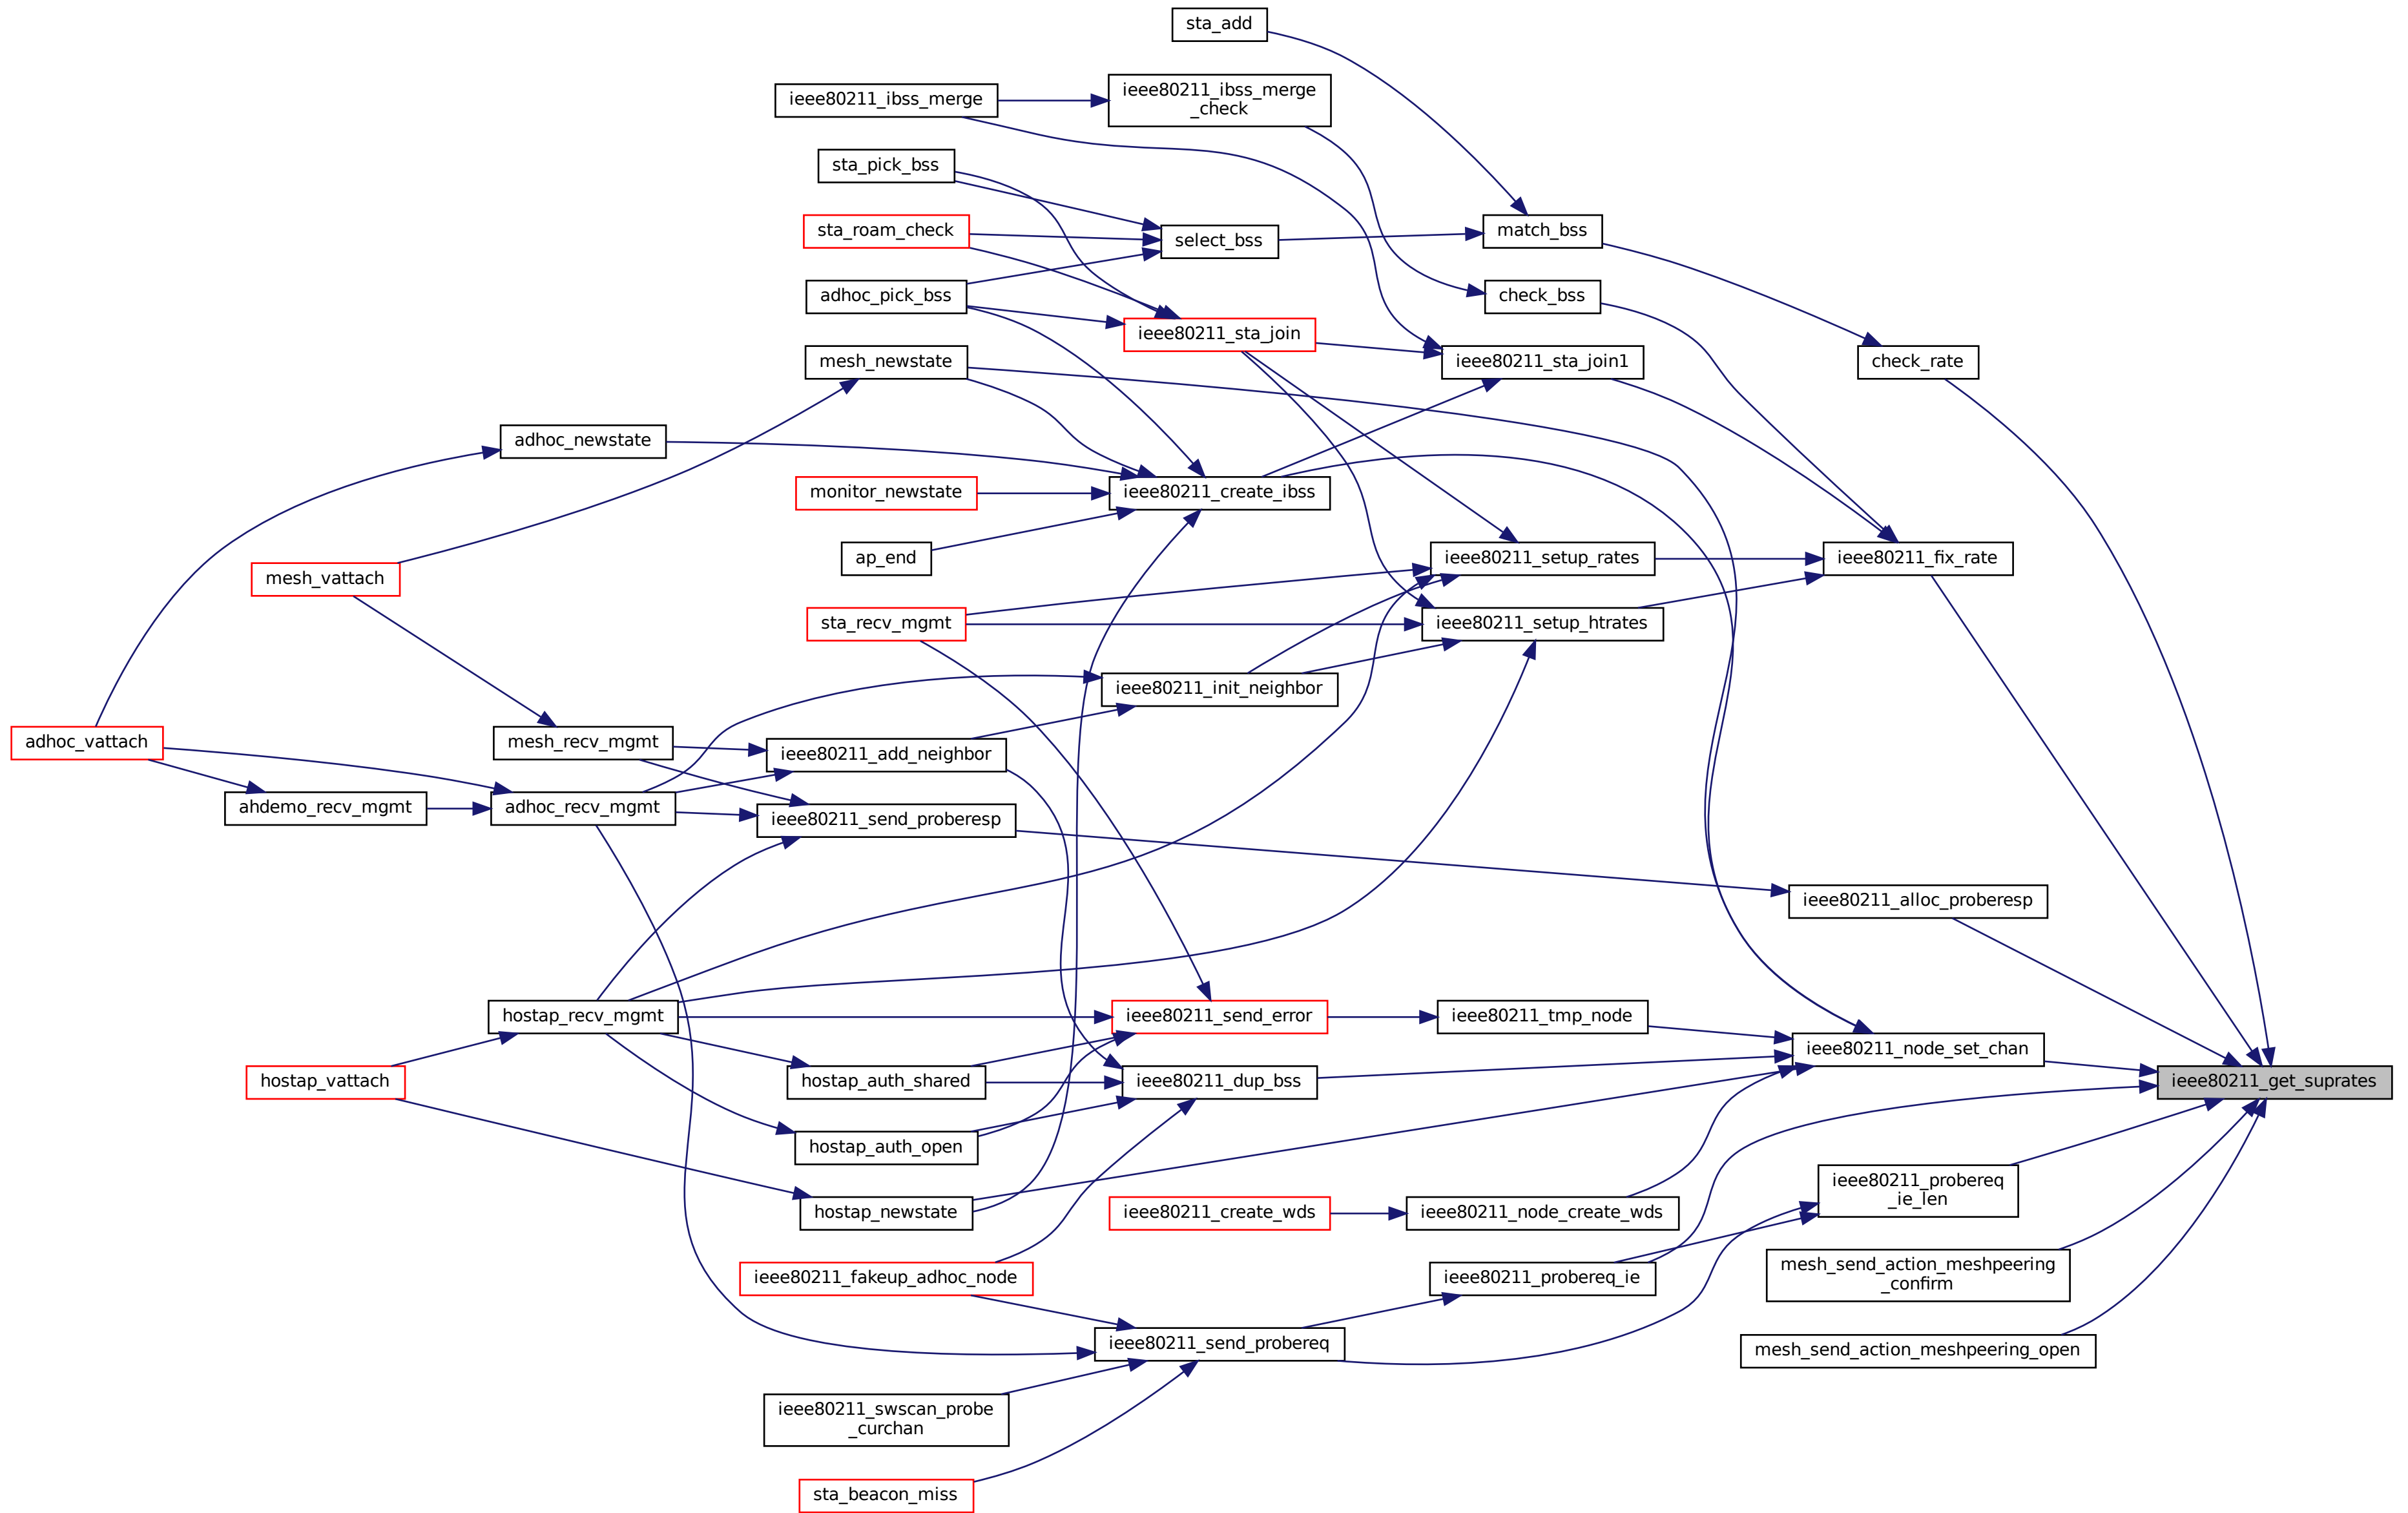 sta_add
ieee80211_ibss_merge
ieee80211_ibss_merge
_check
sta_pick_bss
sta_roam_check
select_bss
match_bss
adhoc_pick_bss
check_bss
ieee80211_sta_join
mesh_newstate
ieee80211_sta_join1
check_rate
adhoc_newstate
monitor_newstate
ieee80211_create_ibss
ap_end
ieee80211_setup_rates
ieee80211_fix_rate
mesh_vattach
sta_recv_mgmt
ieee80211_setup_htrates
ieee80211_init_neighbor
adhoc_vattach
mesh_recv_mgmt
ieee80211_add_neighbor
ahdemo_recv_mgmt
adhoc_recv_mgmt
ieee80211_send_proberesp
ieee80211_alloc_proberesp
hostap_recv_mgmt
ieee80211_send_error
ieee80211_tmp_node
ieee80211_node_set_chan
hostap_vattach
hostap_auth_shared
ieee80211_dup_bss
ieee80211_get_suprates
hostap_auth_open
ieee80211_probereq
_ie_len
hostap_newstate
ieee80211_create_wds
ieee80211_node_create_wds
ieee80211_fakeup_adhoc_node
ieee80211_probereq_ie
mesh_send_action_meshpeering
_confirm
ieee80211_send_probereq
mesh_send_action_meshpeering_open
ieee80211_swscan_probe
_curchan
sta_beacon_miss